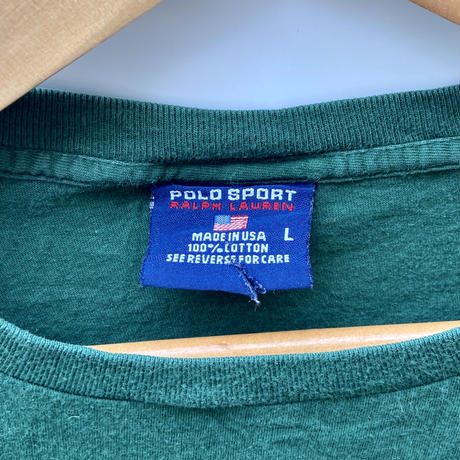 POLO SPORT
RALPH LAUREN
MADE IN USA L
100% COTTON
SEE REVERSE FOR CARE